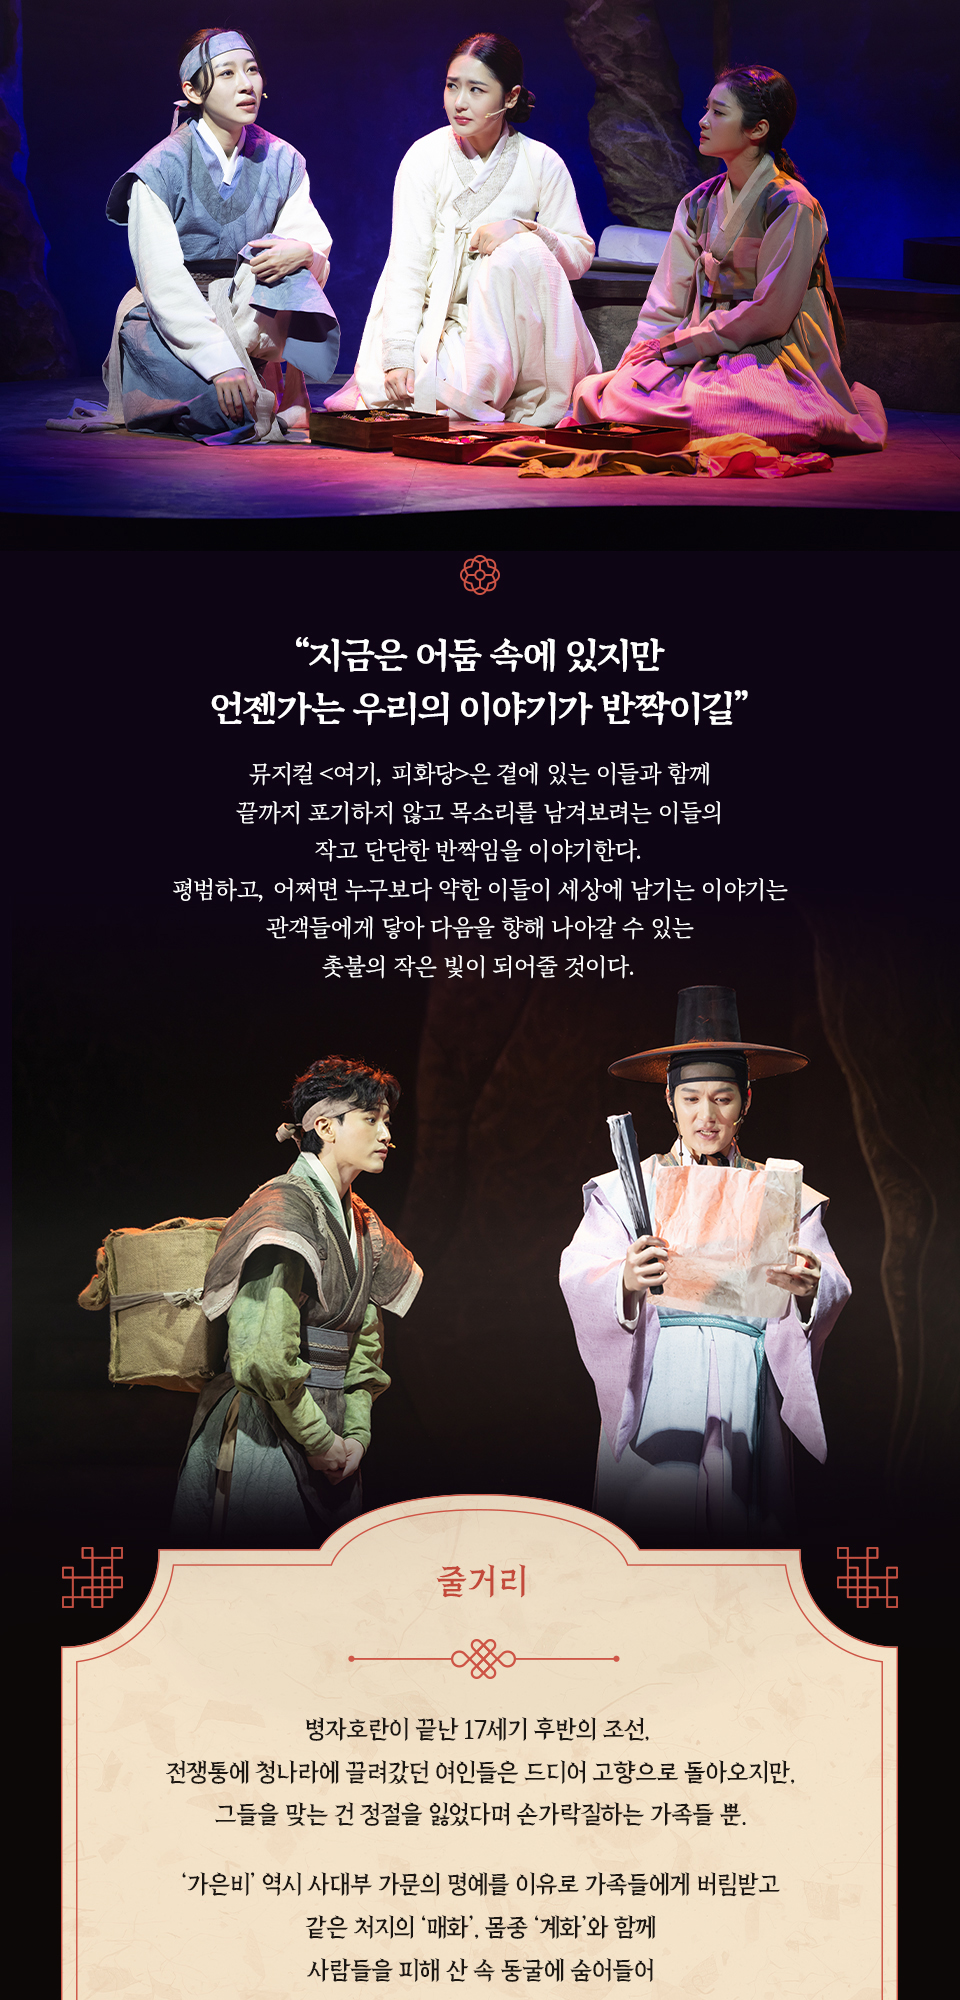 “지금은 어둠 속에 있지만
언젠가는 우리의 이야기가 반짝이길”
뮤지컬 <여기, 피화당>은 곁에 있는 이들과 함께
끝까지 포기하지 않고 목소리를 남겨보려는 이들의
작고 단단한 반짝임을 이야기한다.
평범하고, 어쩌면 누구보다 약한 이들이 세상에 남기는 이야기는
관객들에게 닿아 다음을 향해 나아갈 수 있는
촛불의 작은 빛이 되어줄 것이다.
줄거리
병자호란이 끝난 17세기 후반의 조선,
전쟁통에 청나라에 끌려갔던 여인들은 드디어 고향으로 돌아오지만,
그들을 맞는 건 정절을 잃었다며 손가락질하는 가족들 뿐.
‘가은비’ 역시 사대부 가문의 명예를 이유로 가족들에게 버림받고
같은 처지의 ‘매화’, 몸종 ‘계화’와 함께
사람들을 피해 산 속 동굴에 숨어들어